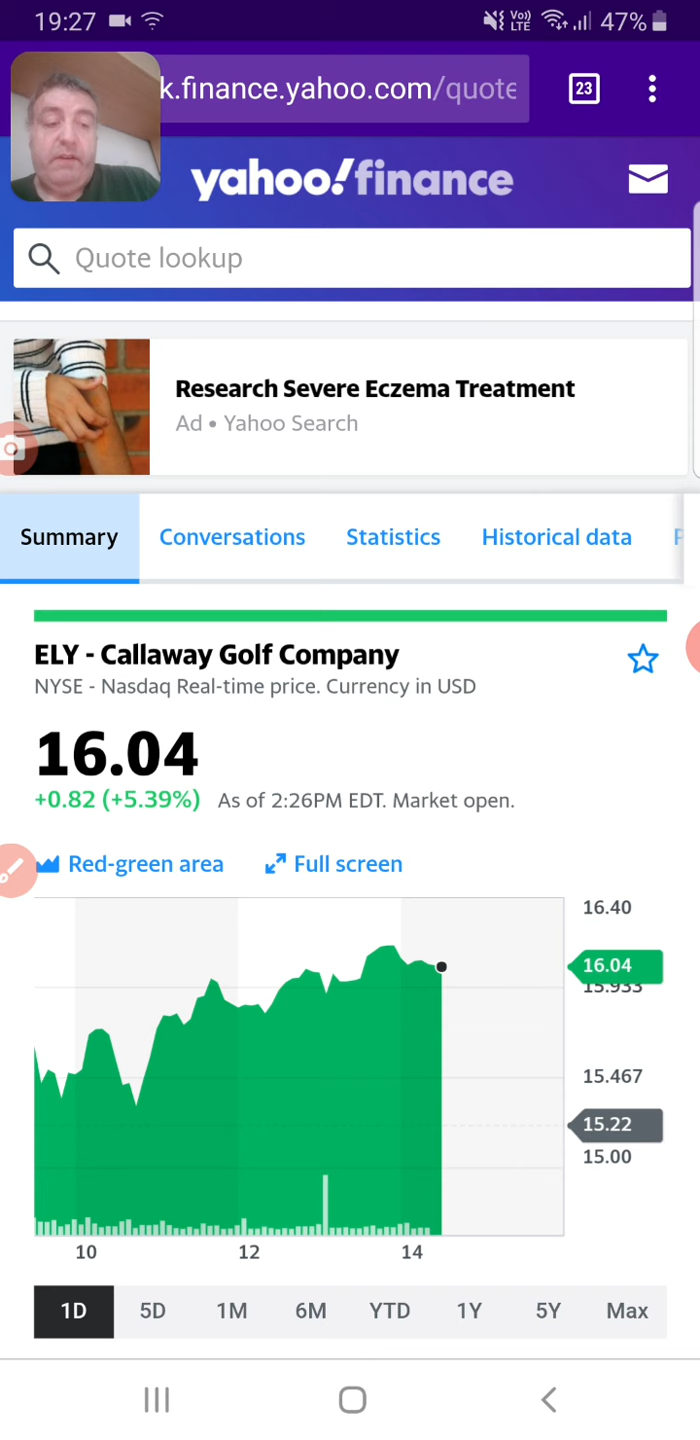 19:27 Vo)) LTE 47%
k.finance.yahoo.com/quote 23
yahoo!finance
Quote lookup
Research Severe Eczema Treatment
Ad • Yahoo Search
Summary Conversations Statistics Historical data
ELY - Callaway Golf Company
NYSE - Nasdaq Real-time price. Currency in USD
16.04
+0.82 (+5.39%) As of 2:26PM EDT. Market open.
Red-green area Full screen
16.40
16.04
15.933
15.467
15.22
15.00
10 12 14
1D 5D 1M 6M YTD 1Y 5Y Max